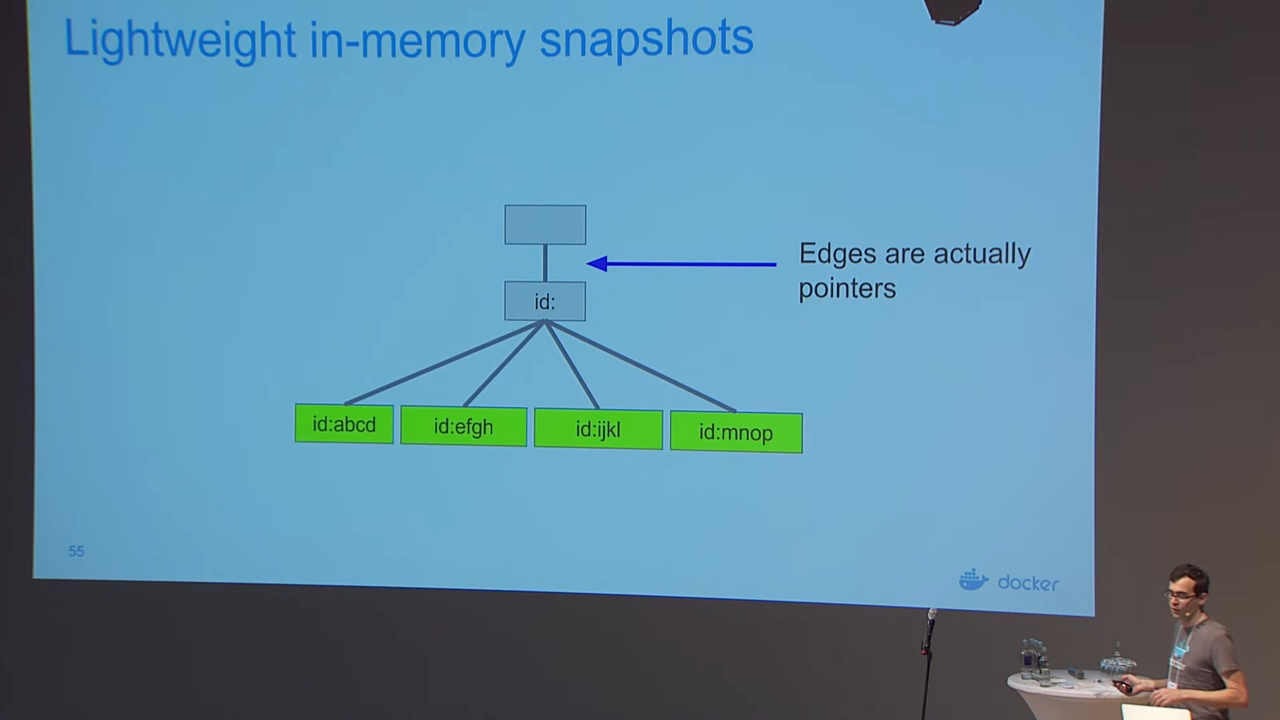 Lightweight in-memory snapshots
Edges are actually
pointers
id:
id:abcd id:efgh id:ijkl id:mnop
55
docker